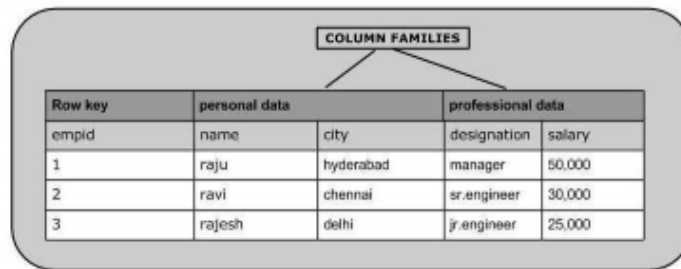 COLUMN FAMILIES
Row key personal data professional data
empid name city designation salary
1 raju hyderabad manager 50,000
2 ravi chennai sr.engineer 30,000
3 rajesh delhi jr.engineer 25,000